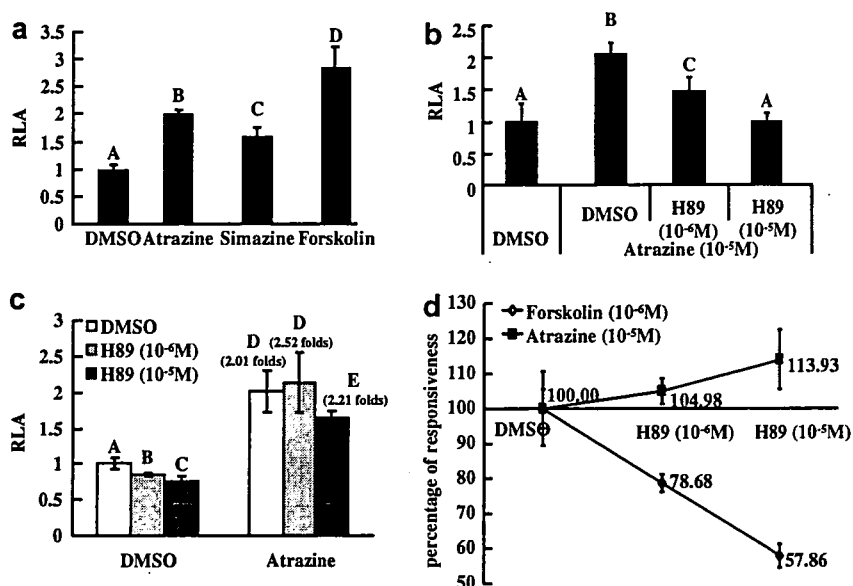 a
RLA
3.5
3
2.5
2
1.5
1
0.5
0
A
B
C
D
DMSO Atrazine Simazine Forskolin
b
RLA
2.5
2
1.5
1
0.5
0
A
B
C
A
DMSO
DMSO
H89
(10⁻⁶M)
H89
(10⁻⁵M)
Atrazine (10⁻⁵M)
c
RLA
3
2.5
2
1.5
1
0.5
0
DMSO
H89 (10⁻⁶M)
H89 (10⁻⁵M)
A
B
C
D
(2.01 folds)
D
(2.52 folds)
E
(2.21 folds)
DMSO
Atrazine
d
percentage of responsiveness
130
120
110
100
90
80
70
60
50
Forskolin (10⁻⁶M)
Atrazine (10⁻⁵M)
100.00
104.98
113.93
DMSO
H89 (10⁻⁶M)
H89 (10⁻⁵M)
78.68
57.86